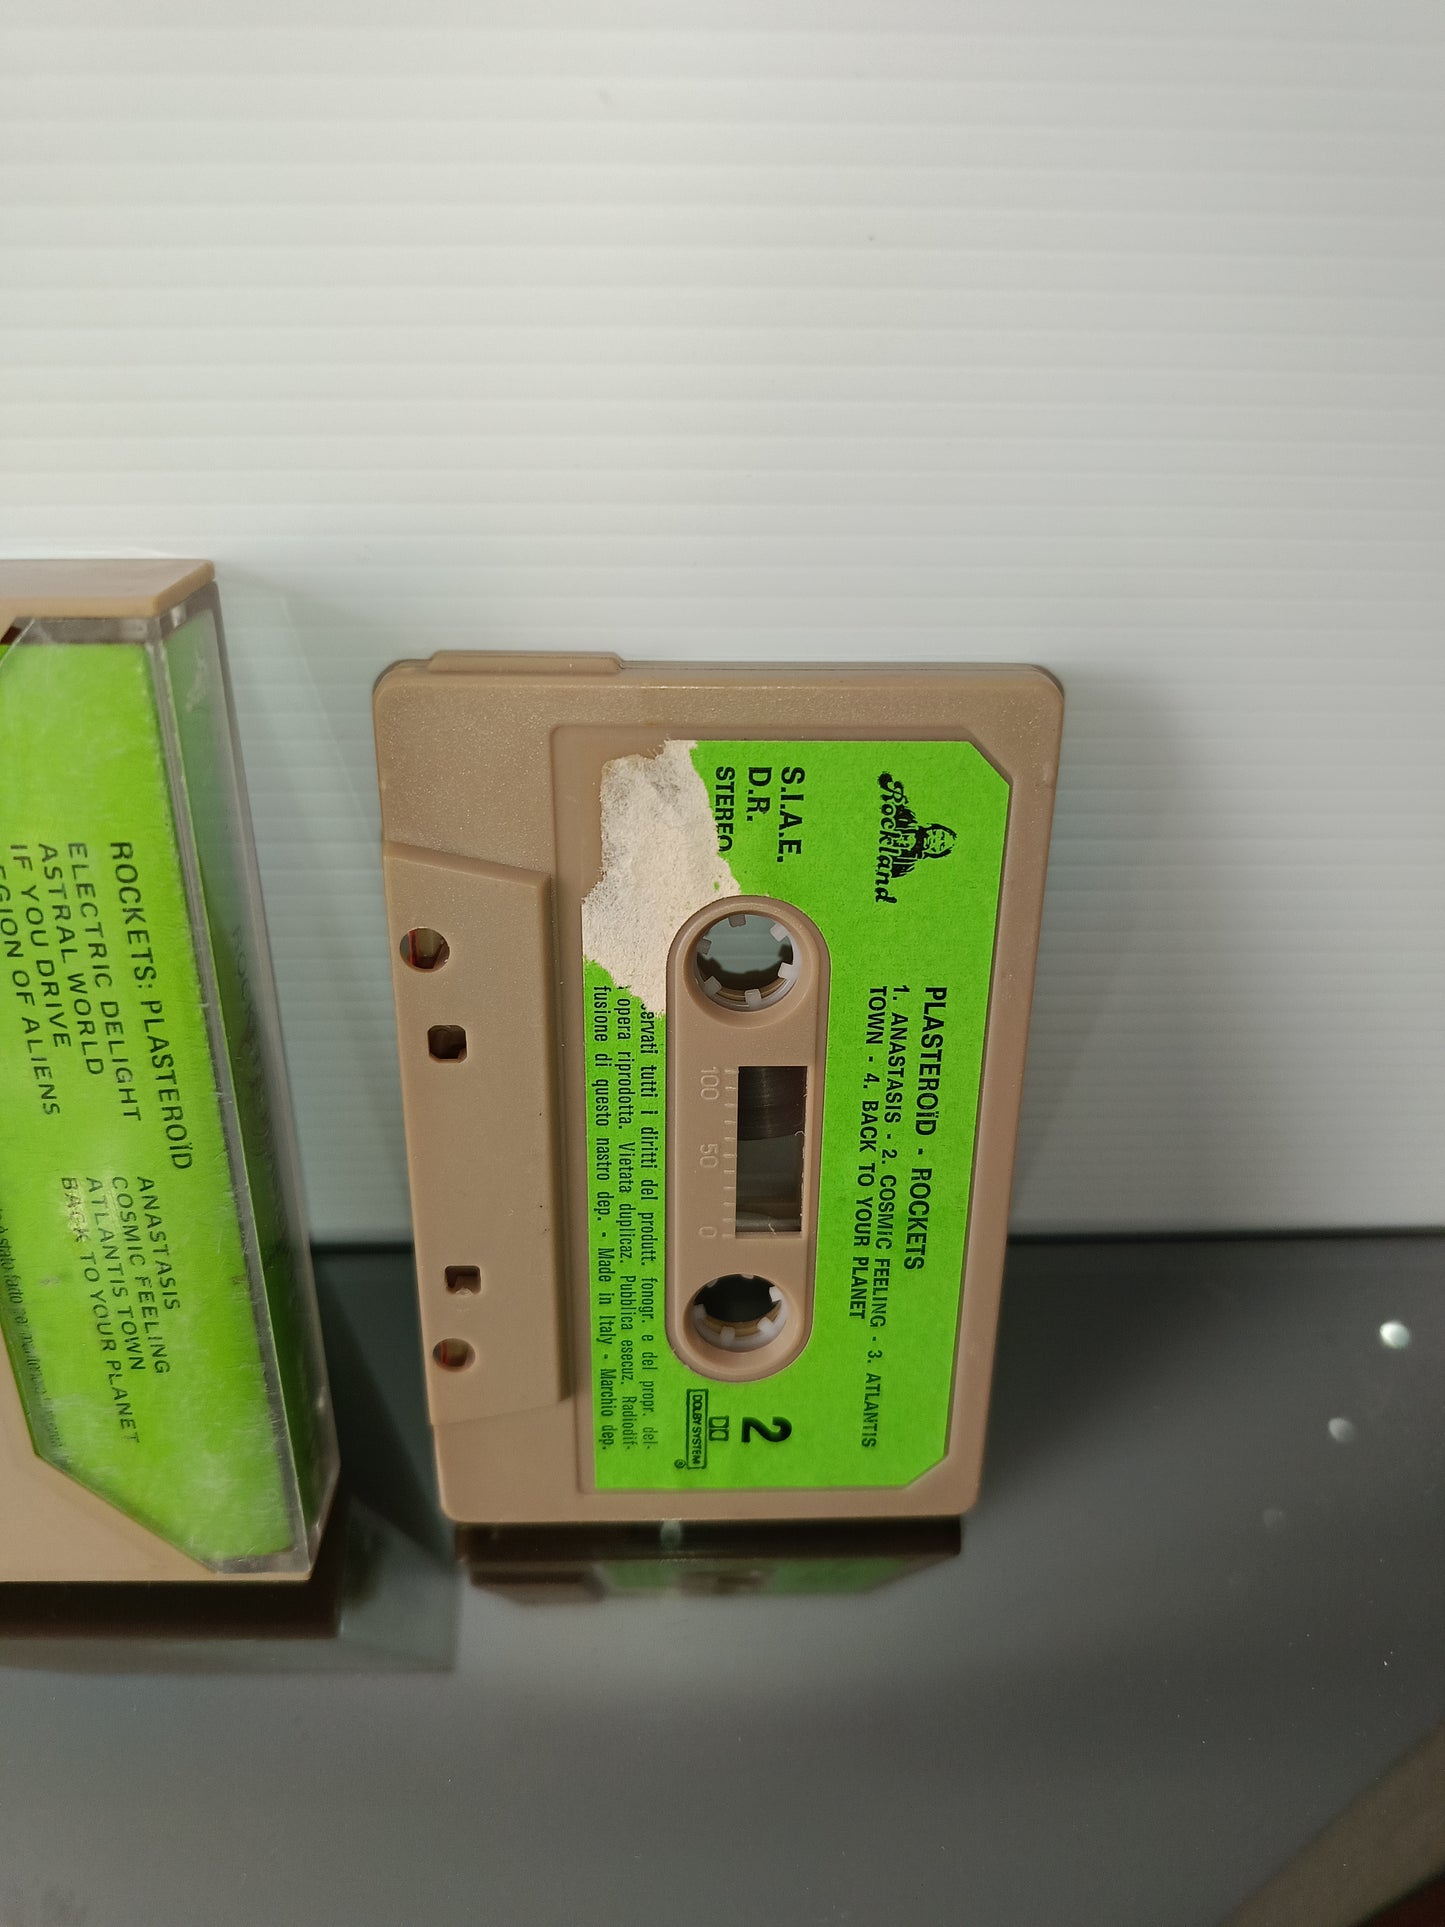 ROCKETS: PLASTEROÏD
ELECTRIC DELIGHT
ASTRAL WORLD
IF YOU DRIVE
EGION OF ALIENS
ANASTASIS
COSMIC FEELING
ATLANTIS TOWN
BACK TO YOUR PLANET
Rockland
S.I.A.E.
D.R.
STEREO
PLASTEROÏD - ROCKETS
1. ANASTASIS - 2. COSMIC FEELING - 3. ATLANTIS
TOWN - 4. BACK TO YOUR PLANET
100 50 0
2
DOLBY SYSTEM
ervati tutti i diritti del produtt. fonogr. e del propr. del-
opera riprodotta. Vietata duplicaz. Pubblica esecuz. Radiodif-
fusione di questo nastro dep. - Made in Italy - Marchio dep.